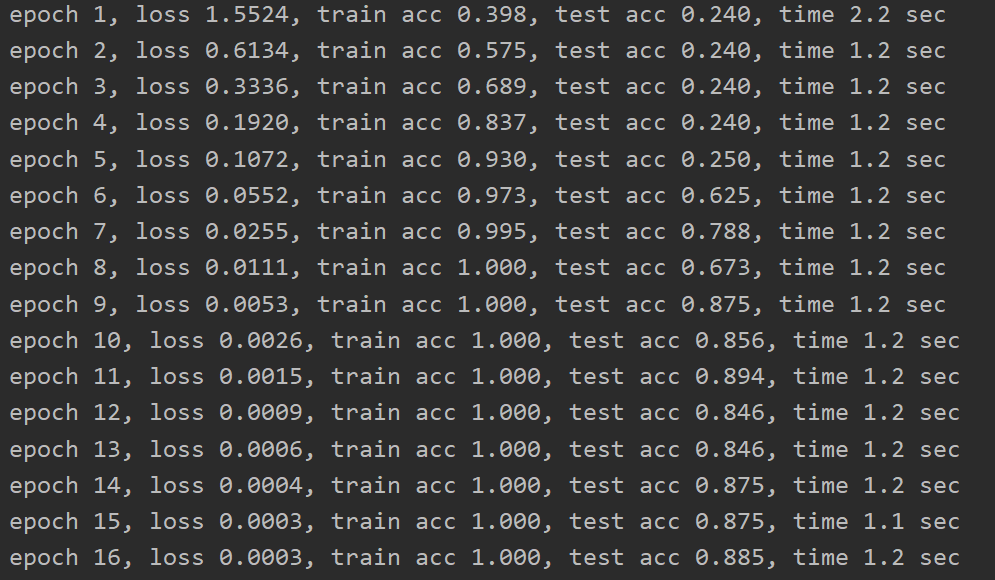 epoch 1, loss 1.5524, train acc 0.398, test acc 0.240, time 2.2 sec
epoch 2, loss 0.6134, train acc 0.575, test acc 0.240, time 1.2 sec
epoch 3, loss 0.3336, train acc 0.689, test acc 0.240, time 1.2 sec
epoch 4, loss 0.1920, train acc 0.837, test acc 0.240, time 1.2 sec
epoch 5, loss 0.1072, train acc 0.930, test acc 0.250, time 1.2 sec
epoch 6, loss 0.0552, train acc 0.973, test acc 0.625, time 1.2 sec
epoch 7, loss 0.0255, train acc 0.995, test acc 0.788, time 1.2 sec
epoch 8, loss 0.0111, train acc 1.000, test acc 0.673, time 1.2 sec
epoch 9, loss 0.0053, train acc 1.000, test acc 0.875, time 1.2 sec
epoch 10, loss 0.0026, train acc 1.000, test acc 0.856, time 1.2 sec
epoch 11, loss 0.0015, train acc 1.000, test acc 0.894, time 1.2 sec
epoch 12, loss 0.0009, train acc 1.000, test acc 0.846, time 1.2 sec
epoch 13, loss 0.0006, train acc 1.000, test acc 0.846, time 1.2 sec
epoch 14, loss 0.0004, train acc 1.000, test acc 0.875, time 1.2 sec
epoch 15, loss 0.0003, train acc 1.000, test acc 0.875, time 1.1 sec
epoch 16, loss 0.0003, train acc 1.000, test acc 0.885, time 1.2 sec